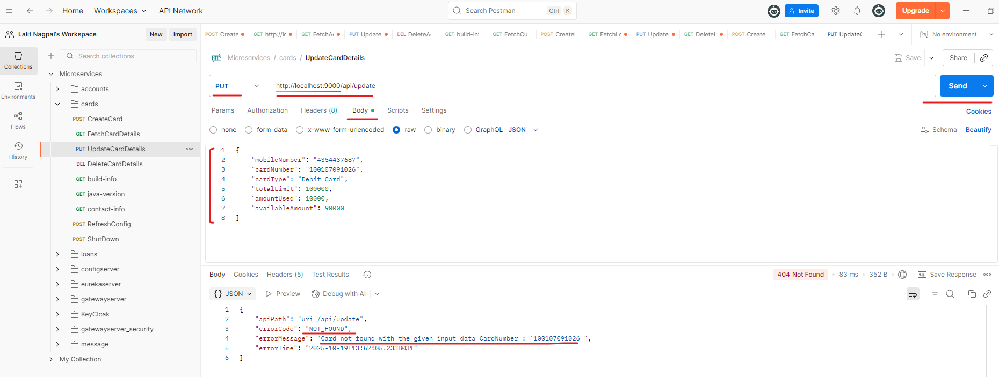 Home Workspaces API Network Search Postman Ctrl K Invite Upgrade
Lalit Nagpal's Workspace New Import POST Create GET http://lo GET FetchAc PUT Update DEL DeleteAc GET build-inf GET FetchCu POST Createl GET FetchLo PUT Update GET DeleteL POST Create GET FetchCa PUT UpdateC No environment
Collections
Environments
Flows
History
Search collections
Microservices
accounts
cards
POST CreateCard
GET FetchCardDetails
PUT UpdateCardDetails
DEL DeleteCardDetails
GET build-info
GET java-version
GET contact-info
POST RefreshConfig
POST ShutDown
loans
configserver
eurekaserver
gatewayserver
KeyCloak
gatewayserver_security
message
My Collection
HTTP Microservices / cards / UpdateCardDetails Save Share
PUT http://localhost:9000/api/update Send
Params Authorization Headers (8) Body Scripts Settings Cookies
none form-data x-www-form-urlencoded raw binary GraphQL JSON Schema Beautify
1 {
2 "mobileNumber": "4354437687",
3 "cardNumber": "100107091026",
4 "cardType": "Debit Card",
5 "totalLimit": 100000,
6 "amountUsed": 10000,
7 "availableAmount": 90000
8 }
Body Cookies Headers (5) Test Results 404 Not Found 83 ms 352 B e.g. Save Response
{} JSON Preview Debug with AI
1 {
2 "apiPath": "uri=/api/update",
3 "errorCode": "NOT_FOUND",
4 "errorMessage": "Card not found with the given input data CardNumber : '100107091026'",
5 "errorTime": "2025-10-19T13:52:05.2338031"
6 }